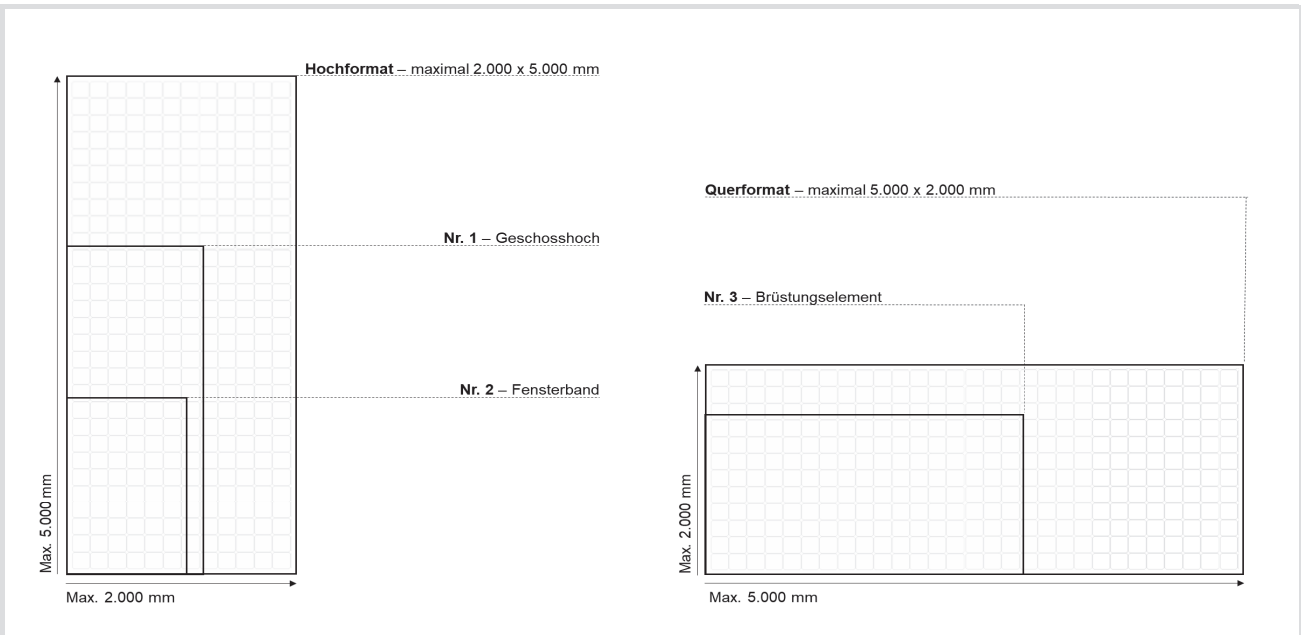 Hochformat – maximal 2.000 x 5.000 mm
Nr. 1 – Geschosshoch
Nr. 2 – Fensterband
Max. 5.000 mm
Max. 2.000 mm
Querformat – maximal 5.000 x 2.000 mm
Nr. 3 – Brüstungselement
Max. 2.000 mm
Max. 5.000 mm